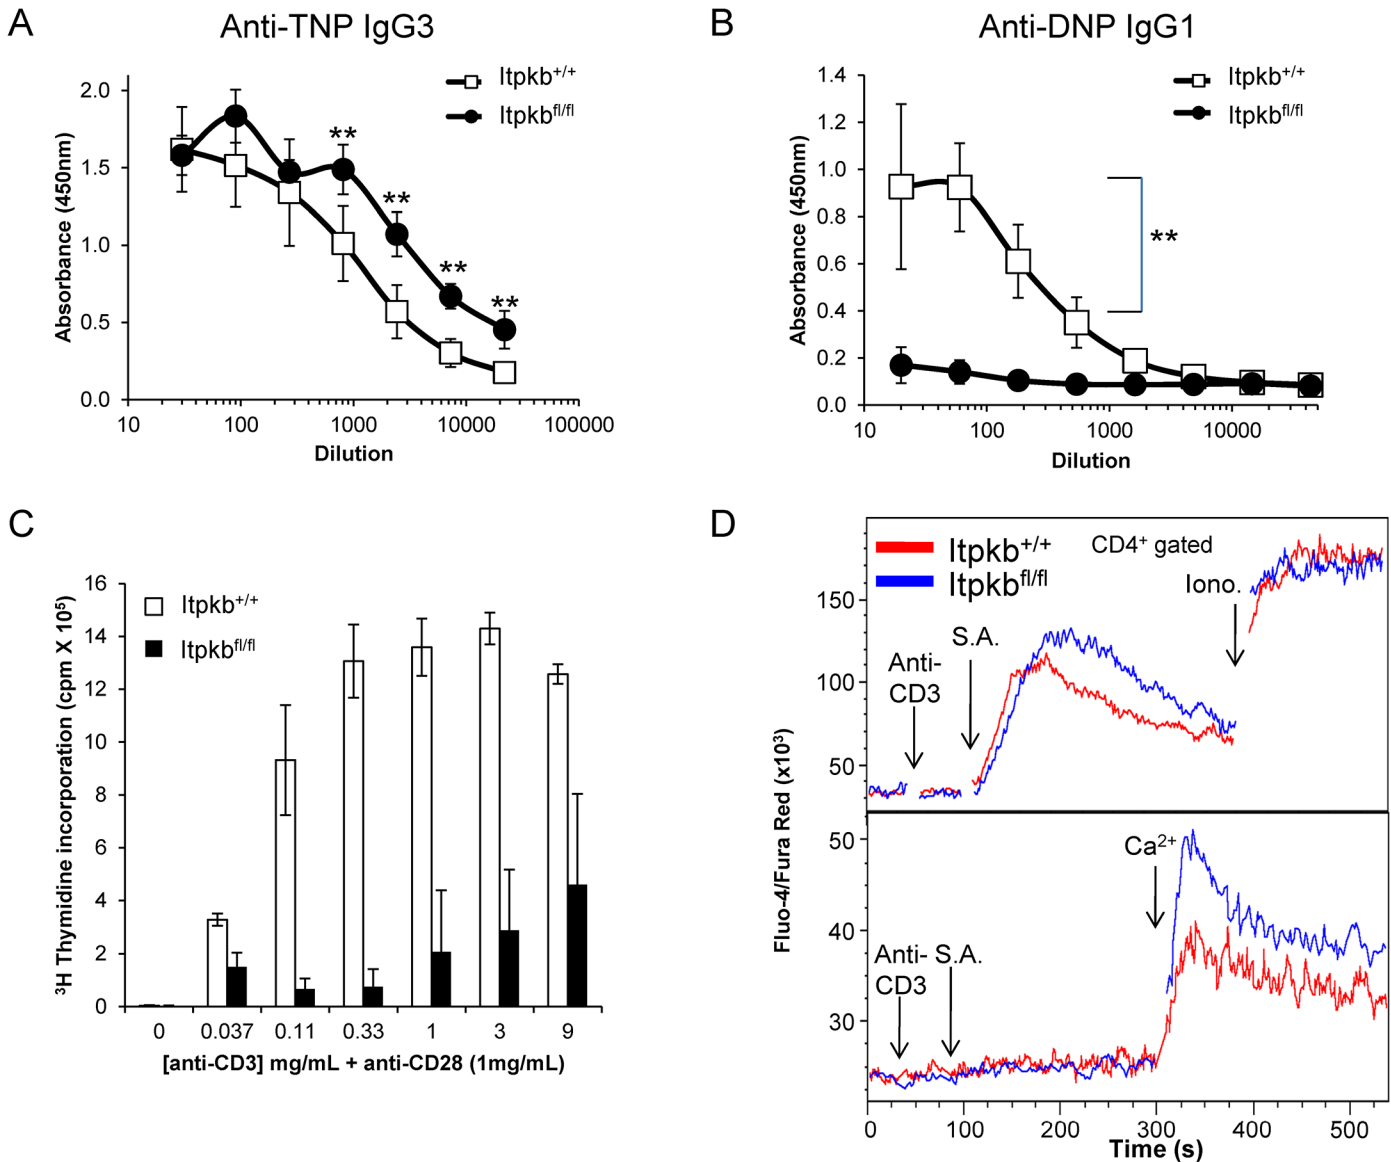 A
Anti-TNP IgG3
Itpkb+/+
Itpkbfl/fl
Absorbance (450nm)
2.0
1.5
1.0
0.5
0.0
**
**
**
**
10
100
1000
10000
100000
Dilution
B
Anti-DNP IgG1
Itpkb+/+
Itpkbfl/fl
Absorbance (450nm)
1.4
1.2
1.0
0.8
0.6
0.4
0.2
0.0
**
10
100
1000
10000
Dilution
C
Itpkb+/+
Itpkbfl/fl
³H Thymidine incorporation (cpm X 10⁵)
16
14
12
10
8
6
4
2
0
0
0.037
0.11
0.33
1
3
9
[anti-CD3] mg/mL + anti-CD28 (1mg/mL)
D
Itpkb+/+
Itpkbfl/fl
CD4⁺ gated
Iono.
S.A.
Anti-
CD3
150
100
50
Fluo-4/Fura Red (x10³)
Ca²⁺
Anti- S.A.
CD3
50
40
30
0
100
200
300
400
500
Time (s)